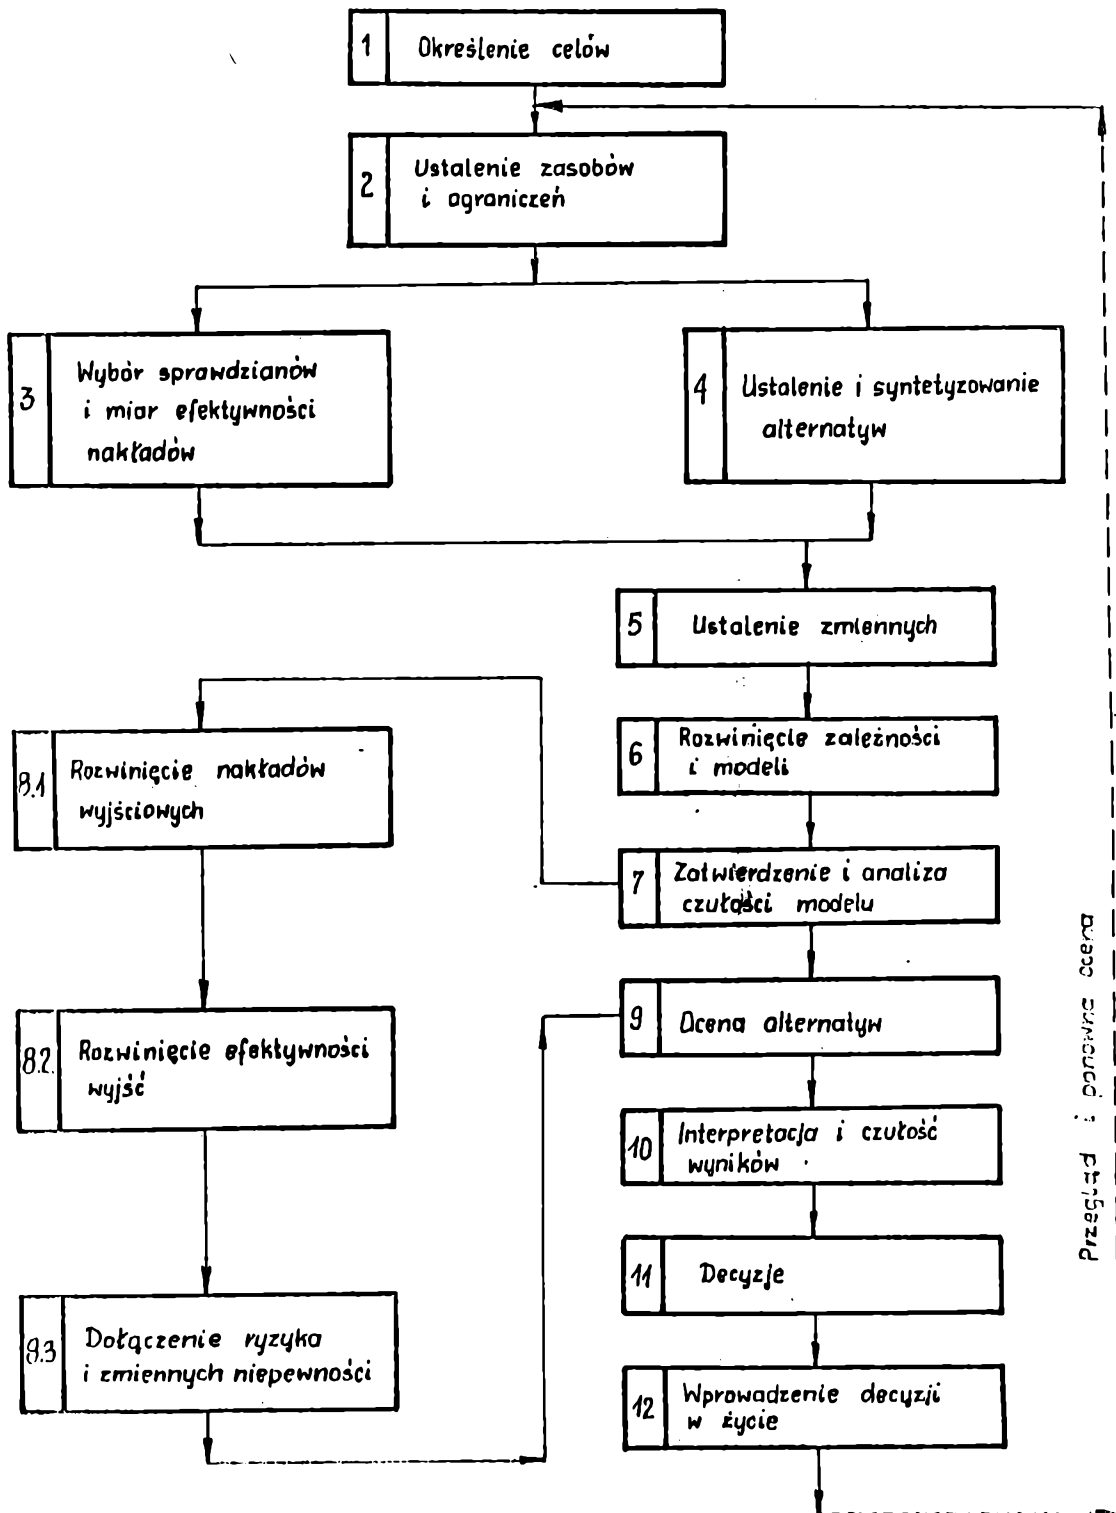 1 Określenie celów
2 Ustalenie zasobów
i ograniczeń
3 Wybór sprawdzianów
i miar efektywności
nakładów
4 Ustalenie i syntetyzowanie
alternatyw
5 Ustalenie zmiennych
6 Rozwinięcie zależności
i modeli
7 Zatwierdzenie i analiza
czułości modelu
8.1 Rozwinięcie nakładów
wyjściowych
8.2. Rozwinięcie efektywności
wyjść
8.3 Dołączenie ryzyka
i zmiennych niepewności
9 Ocena alternatyw
10 Interpretacja i czułość
wyników
11 Decyzje
12 Wprowadzenie decyzji
w życie
Przegląd i ponowna ocena